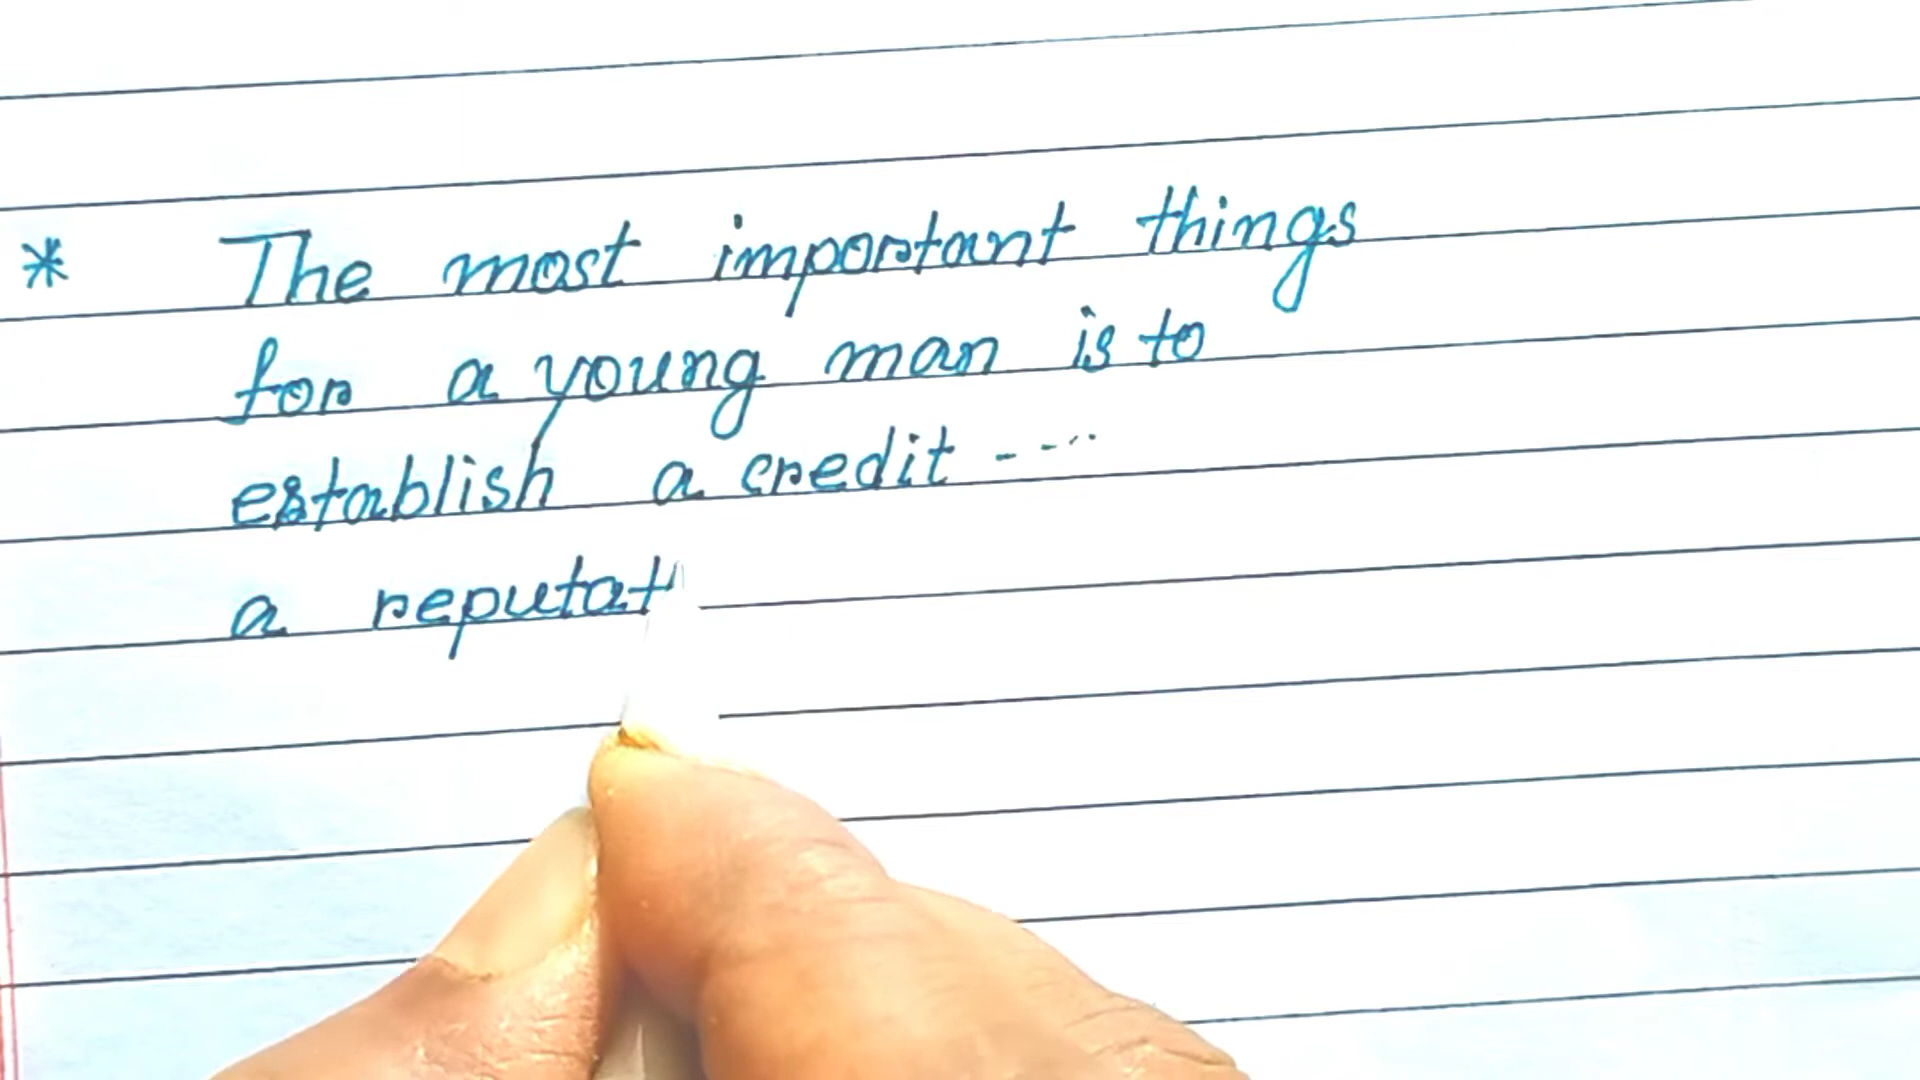 * The most important things
for a young man is to
establish a credit ----
a reputat